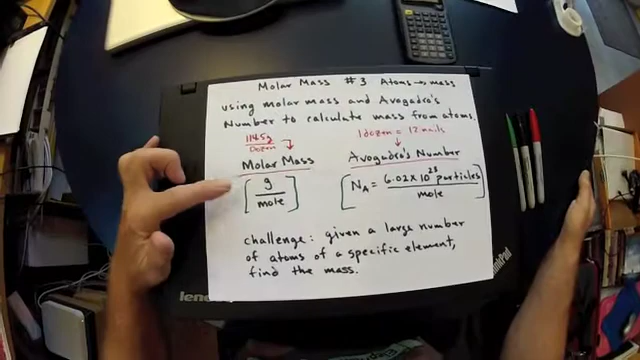 Molar Mass #3 Atoms → mass
using molar mass and Avogadro's
Number to calculate mass from atoms.
114.5g
Dozen
1 dozen = 12 nails
Molar Mass
Avogadro's Number
[g/mole]
[N_A = 6.02 x 10^23 particles/mole]
challenge: given a large number
of atoms of a specific element,
find the mass.
lenovo
ThinkPad